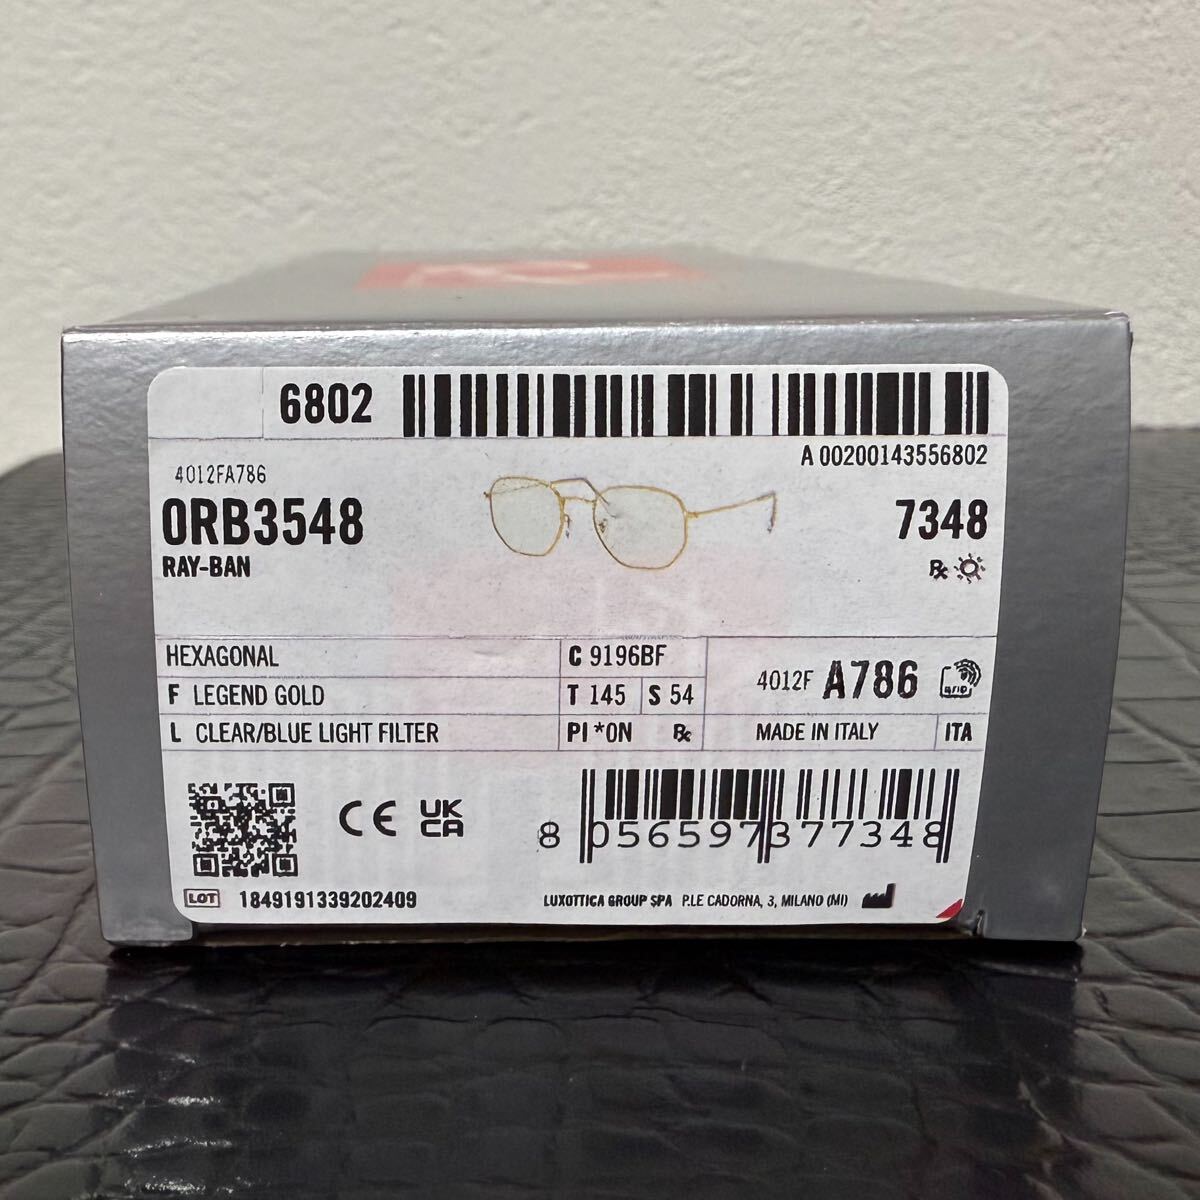 6802
A 00200143556802
4012FA786
0RB3548
7348
RAY-BAN
℞
HEXAGONAL
C 9196BF
F LEGEND GOLD
T 145
S 54
4012F A786
L CLEAR/BLUE LIGHT FILTER
PI *ON ℞
MADE IN ITALY
ITA
CE UK CA
8 056597 377348
LOT 1849191339202409
LUXOTTICA GROUP SPA P.LE CADORNA, 3, MILANO (MI)